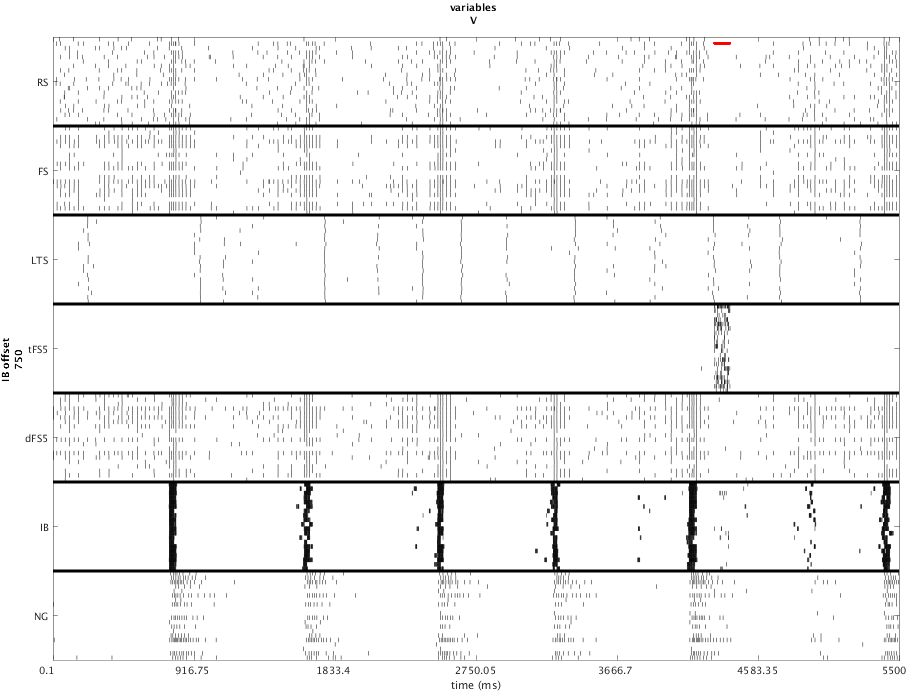 variables
V
RS
FS
LTS
tFS5
dFS5
IB
NG
IB offset
750
0.1
916.75
1833.4
2750.05
3666.7
4583.35
5500
time (ms)